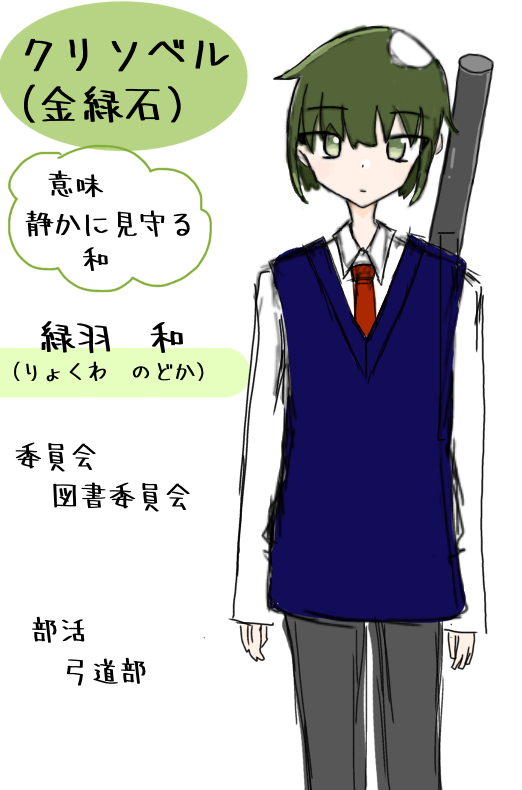 クリソベル
(金緑石)
意味
静かに見守る
和
緑羽　和
(りょくわ　のどか)
委員会
図書委員会
部活
弓道部